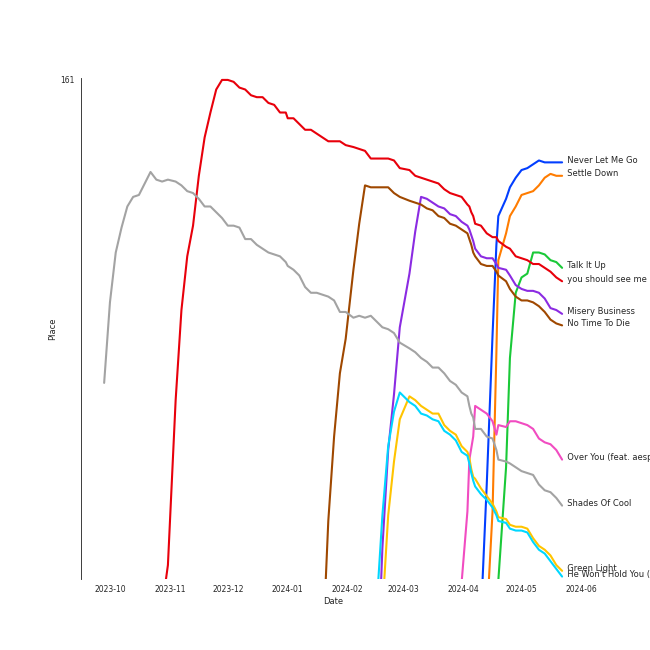 161
Never Let Me Go
Settle Down
Talk It Up
you should see me
Misery Business
No Time To Die
Place
Over You (feat. aesp
Shades Of Cool
Green Light
He Won't Hold You (
2023-10 2023-11 2023-12 2024-01 2024-02 2024-03 2024-04 2024-05 2024-06
Date